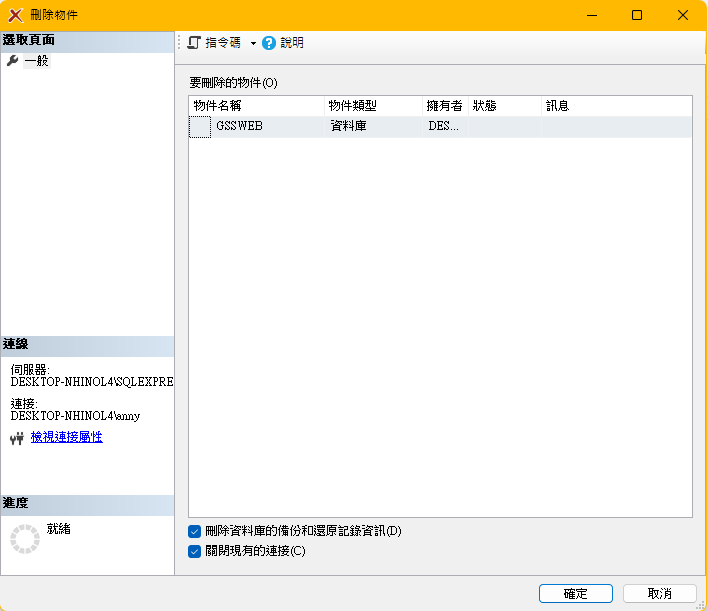 刪除物件
選取頁面
一般
指令碼
說明
要刪除的物件(O)
物件名稱 物件類型 擁有者 狀態 訊息
GSSWEB 資料庫 DES...
連線
伺服器:
DESKTOP-NHINOL4\SQLEXPRE
連接:
DESKTOP-NHINOL4\anny
檢視連接屬性
進度
就緒
刪除資料庫的備份和還原記錄資訊(D)
關閉現有的連接(C)
確定
取消